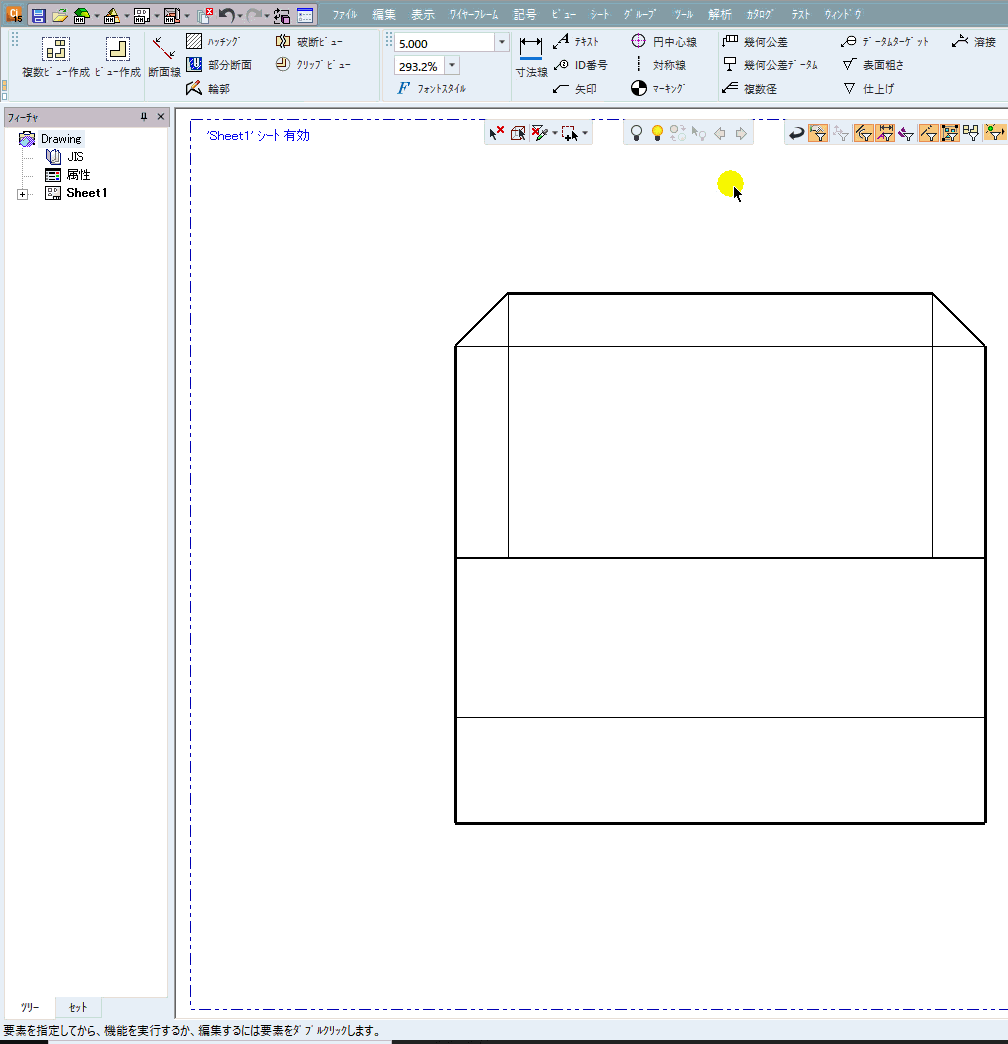 ﾌｧｲﾙ 編集 表示 ﾜｲﾔｰﾌﾚｰﾑ 記号 ﾋﾞｭｰ ｼｰﾄ ｸﾞﾙｰﾌﾟ ﾂｰﾙ 解析 ｶﾀﾛｸﾞ ﾃｽﾄ ｳｨﾝﾄﾞｳ
複数ﾋﾞｭｰ作成 ﾋﾞｭｰ作成 断面線
ﾊｯﾁﾝｸﾞ 破断ﾋﾞｭｰ
部分断面 ｸﾘｯﾌﾟﾋﾞｭｰ
輪郭
5.000
293.2%
F ﾌｫﾝﾄｽﾀｲﾙ
寸法線
ﾃｷｽﾄ 円中心線 幾何公差 ﾃﾞｰﾀﾑﾀｰｹﾞｯﾄ 溶接
ID番号 対称線 幾何公差ﾃﾞｰﾀﾑ 表面粗さ
矢印 ﾏｰｷﾝｸﾞ 複数径 仕上げ
ﾌｨｰﾁｬ
Drawing
JIS
属性
Sheet1
'Sheet1' ｼｰﾄ 有効
ﾂﾘｰ ｾｯﾄ
要素を指定してから、機能を実行するか、編集するには要素をﾀﾞﾌﾞﾙｸﾘｯｸします。